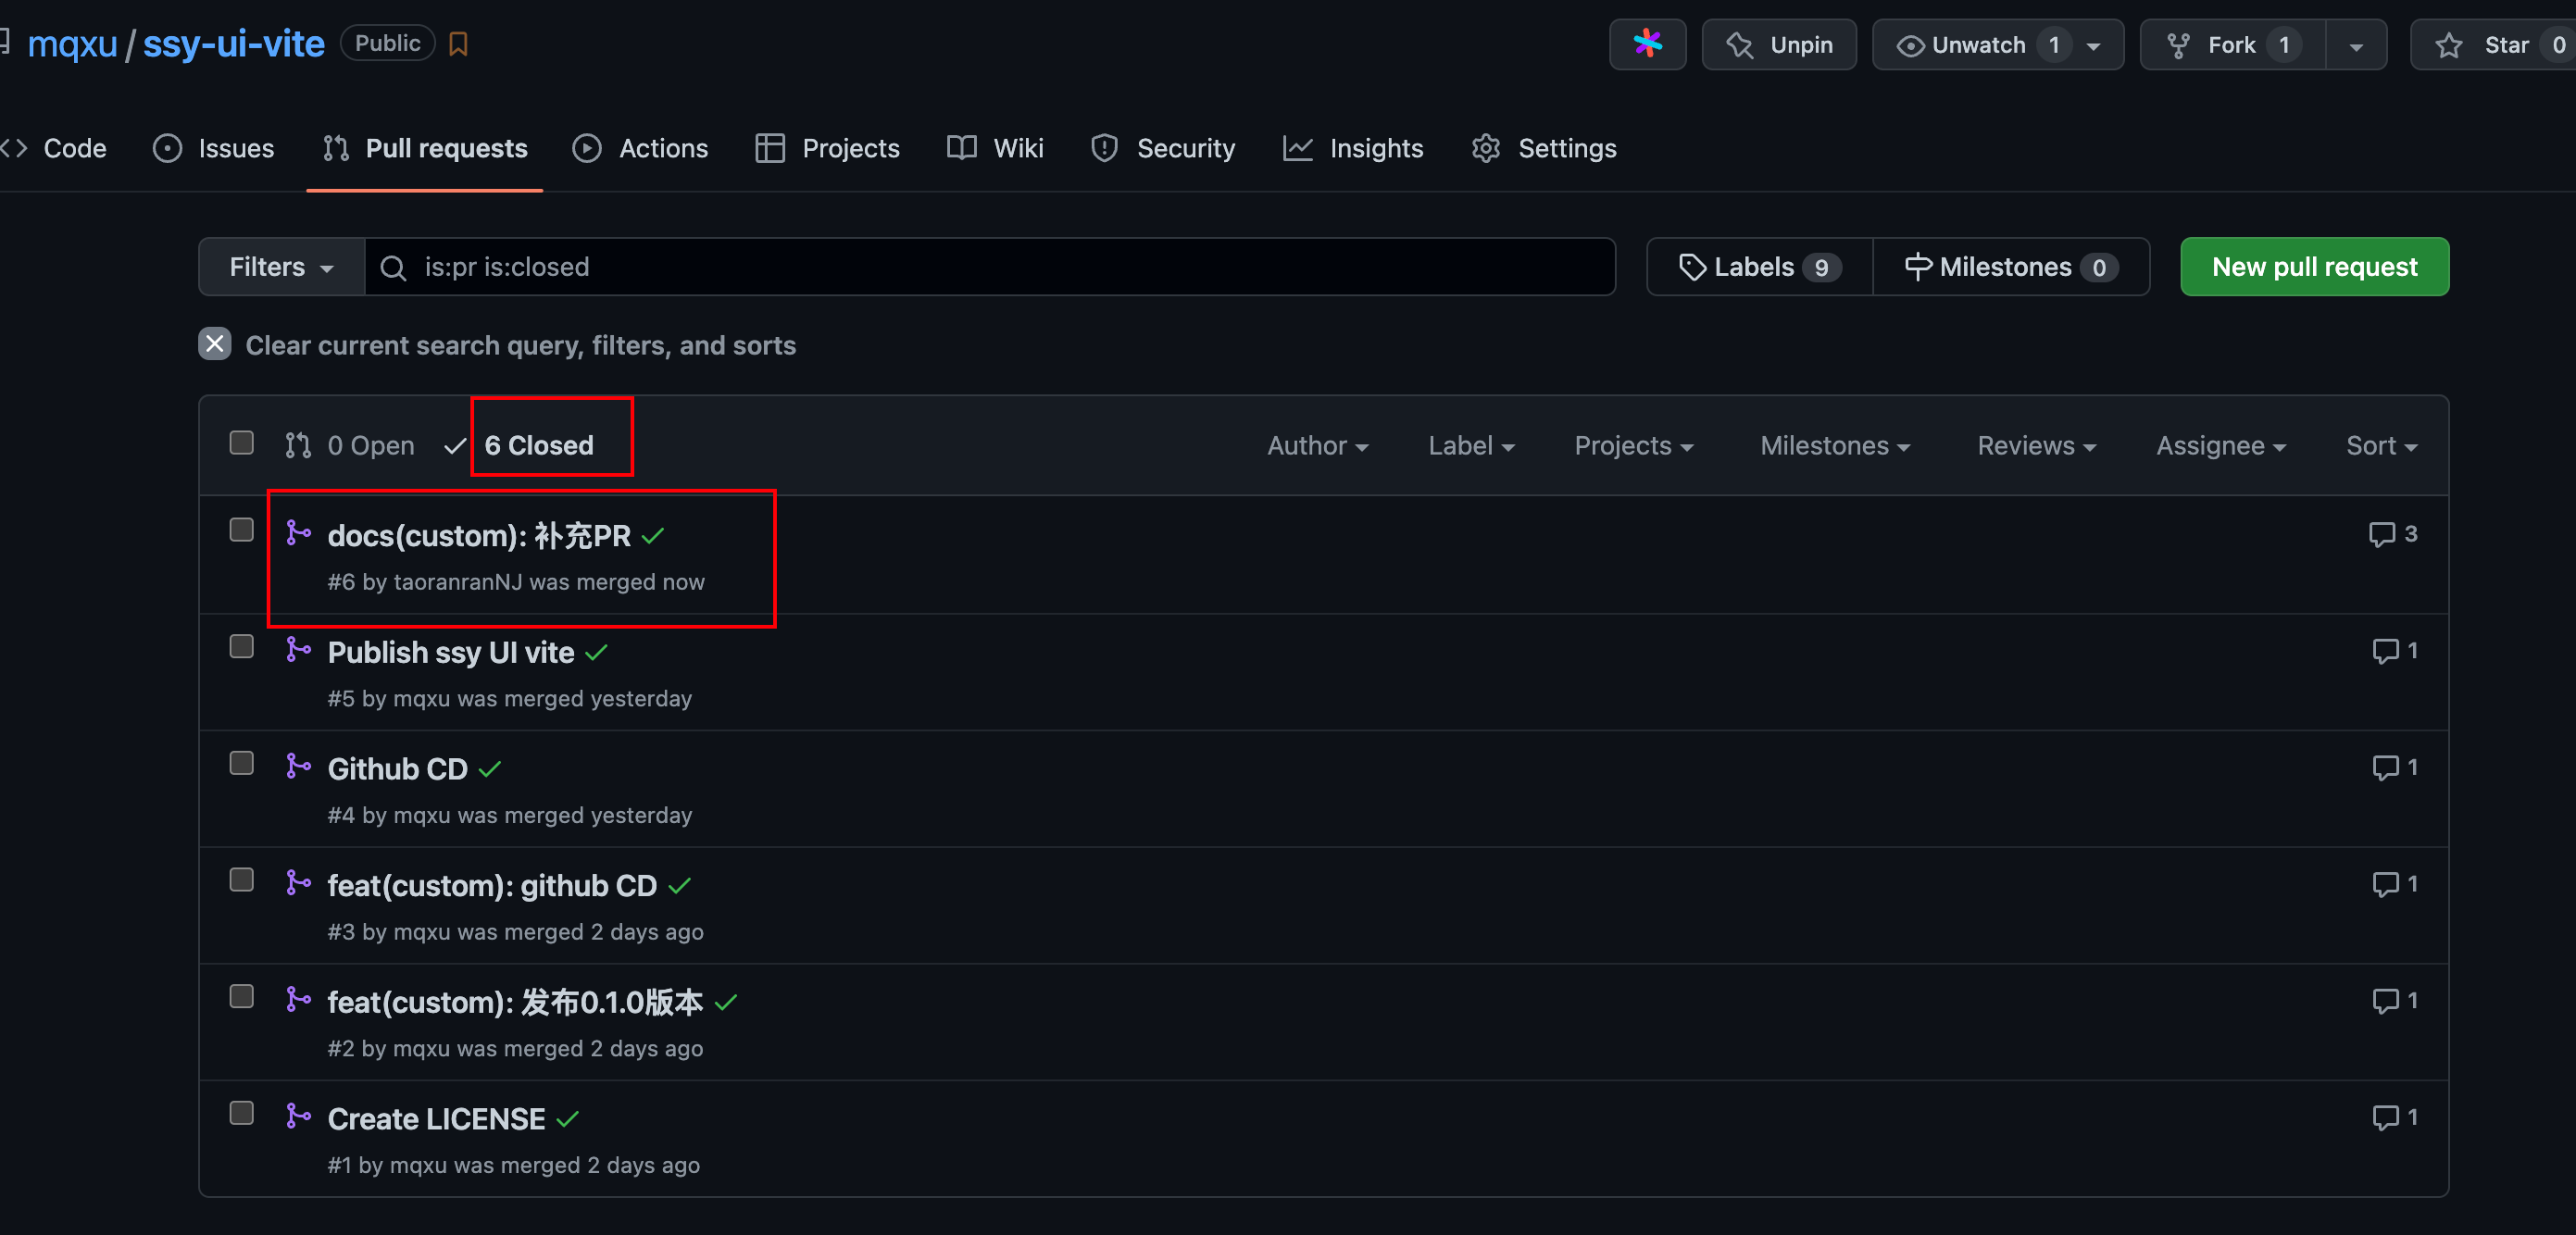 mqxu / ssy-ui-vite Public Unpin Unwatch 1 Fork 1 Star 0
Code Issues Pull requests Actions Projects Wiki Security Insights Settings
Filters is:pr is:closed Labels 9 Milestones 0 New pull request
Clear current search query, filters, and sorts
0 Open 6 Closed Author Label Projects Milestones Reviews Assignee Sort
docs(custom): 补充PR 3
#6 by taoranranNJ was merged now
Publish ssy UI vite 1
#5 by mqxu was merged yesterday
Github CD 1
#4 by mqxu was merged yesterday
feat(custom): github CD 1
#3 by mqxu was merged 2 days ago
feat(custom): 发布0.1.0版本 1
#2 by mqxu was merged 2 days ago
Create LICENSE 1
#1 by mqxu was merged 2 days ago